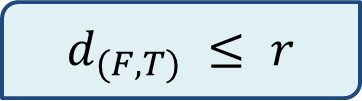 d_(F,T) ≤ r